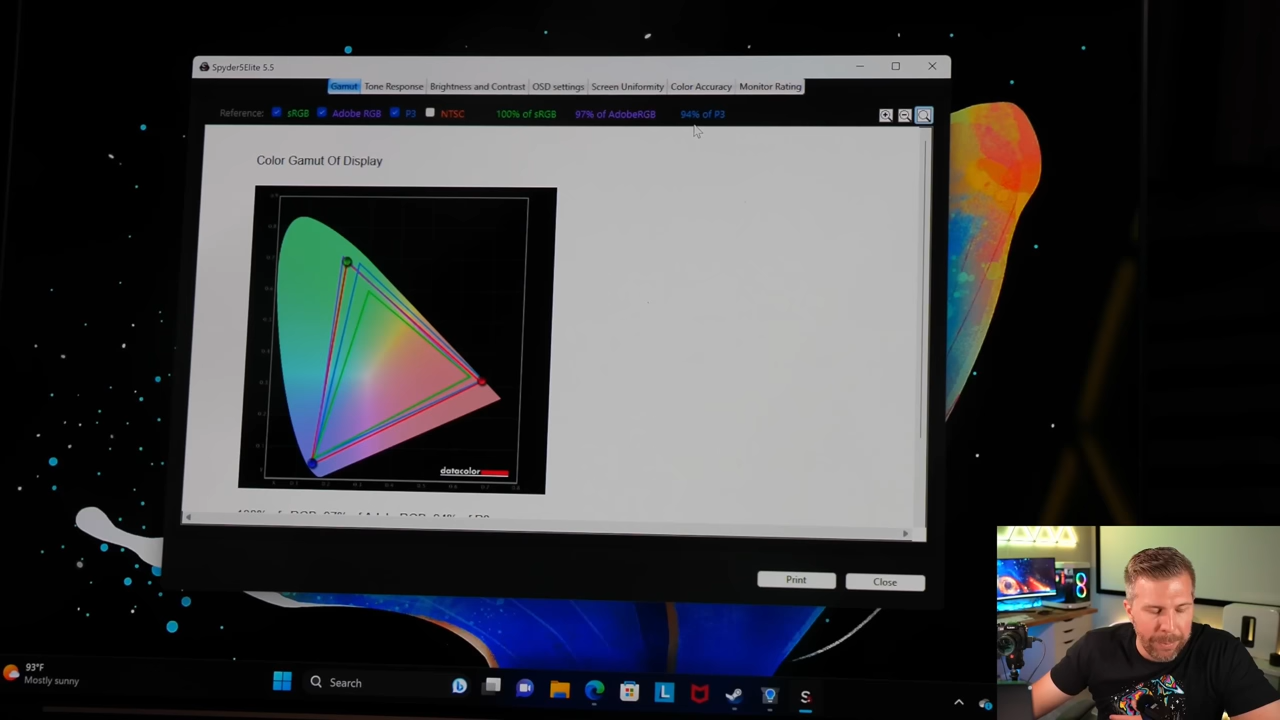 Spyder5Elite 5.5
Gamut Tone Response Brightness and Contrast OSD settings Screen Uniformity Color Accuracy Monitor Rating
Reference: sRGB Adobe RGB P3 NTSC 100% of sRGB 97% of AdobeRGB 94% of P3
Color Gamut Of Display
datacolor
Print Close
93°F
Mostly sunny
Search